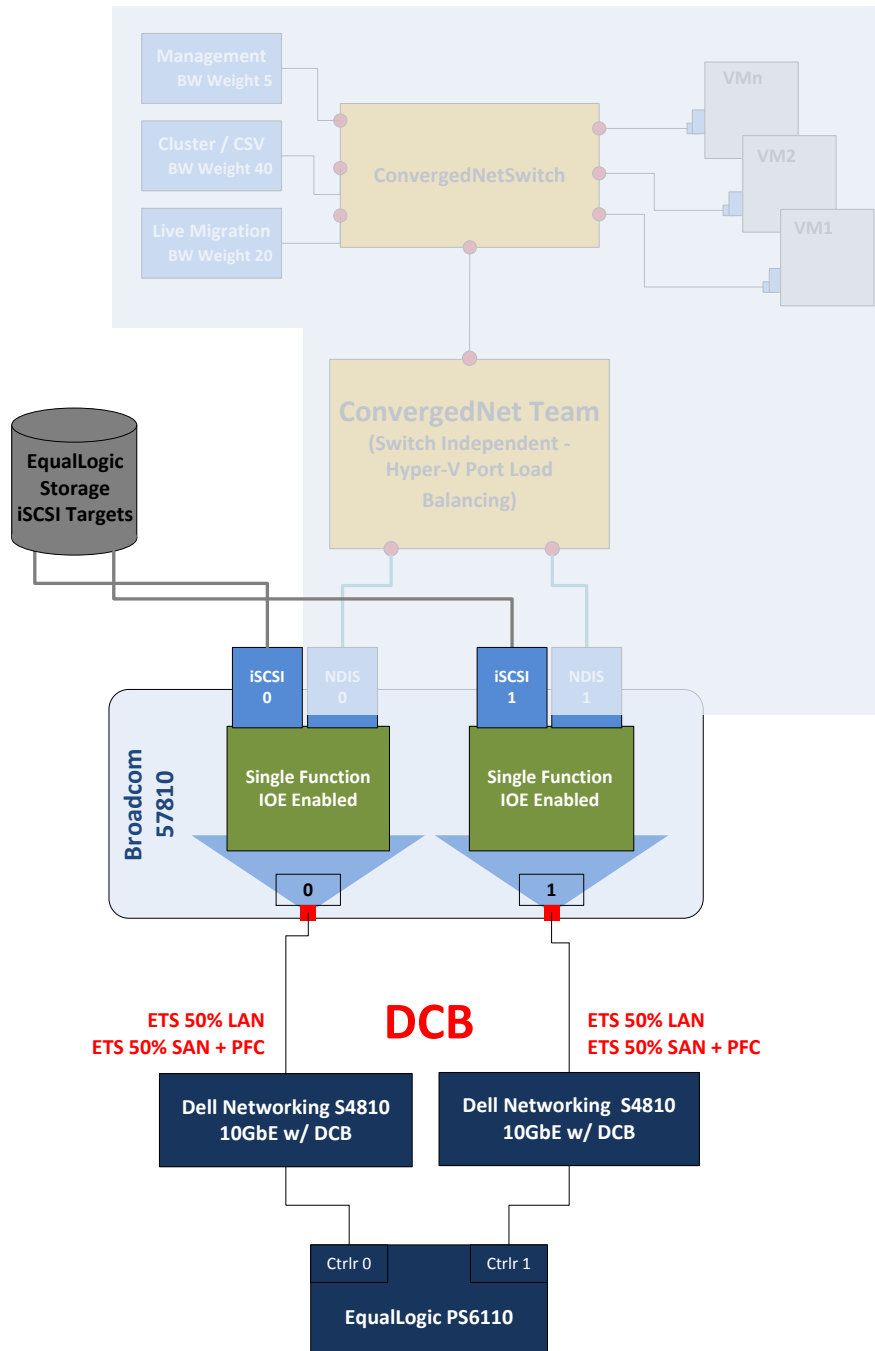 Management
BW Weight 5
Cluster / CSV
BW Weight 40
Live Migration
BW Weight 20
ConvergedNetSwitch
VMn
VM2
VM1
ConvergedNet Team
(Switch Independent -
Hyper-V Port Load
Balancing)
EqualLogic
Storage
iSCSI Targets
iSCSI
0
NDIS
0
iSCSI
1
NDIS
1
Broadcom
57810
Single Function
IOE Enabled
Single Function
IOE Enabled
0
1
ETS 50% LAN
ETS 50% SAN + PFC
DCB
ETS 50% LAN
ETS 50% SAN + PFC
Dell Networking S4810
10GbE w/ DCB
Dell Networking  S4810
10GbE w/ DCB
Ctrlr 0
Ctrlr 1
EqualLogic PS6110